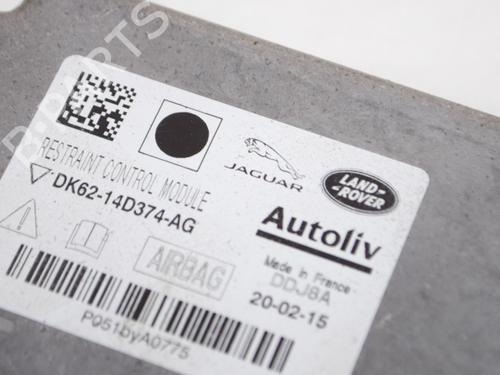 JAGUAR
LAND-
ROVER
RESTRAINT CONTROL MODULE
DK62-14D374-AG
Autoliv
AIRBAG
Made in France
DDJ8A
20-02-15
P051byA0775
B-PARTS